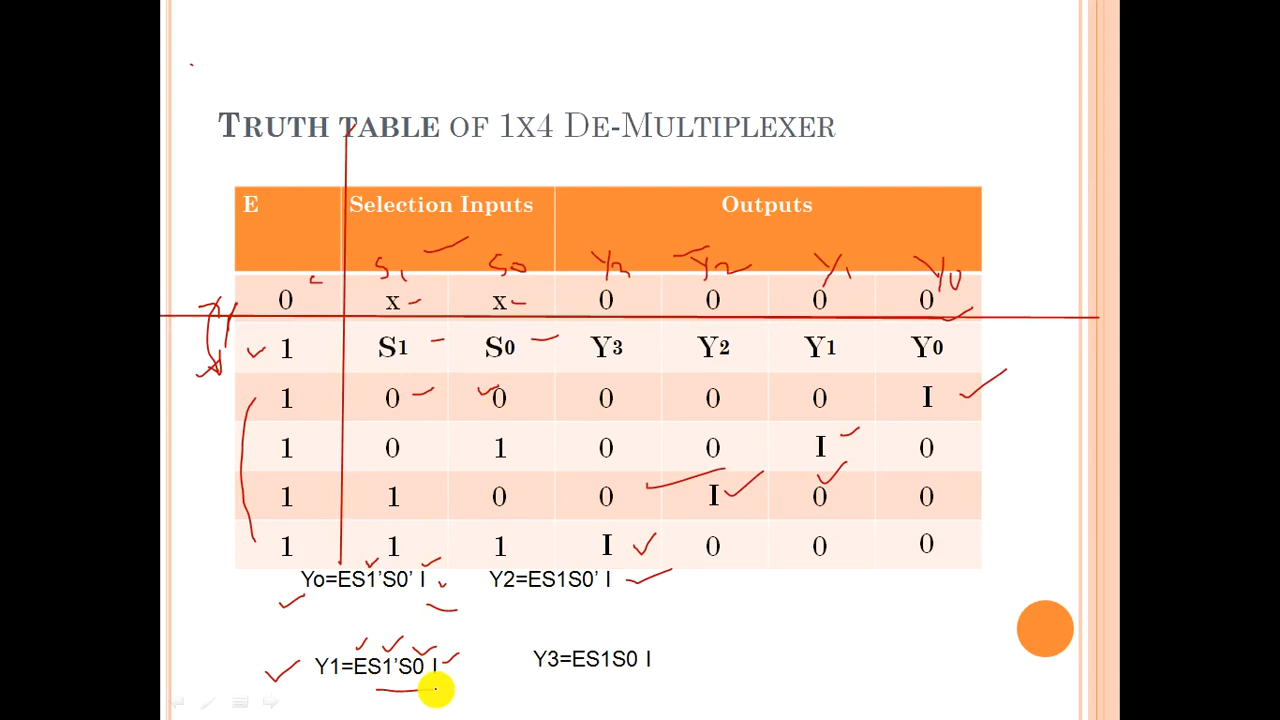 TRUTH TABLE OF 1X4 DE-MULTIPLEXER
E Selection Inputs Outputs
S1 S0 Y3 Y2 Y1 Y0
0 x x 0 0 0 0
1 S1 S0 Y3 Y2 Y1 Y0
1 0 0 0 0 0 I
1 0 1 0 0 I 0
1 1 0 0 I 0 0
1 1 1 I 0 0 0
Yo=ES1'S0' I Y2=ES1S0' I
Y1=ES1'S0 I Y3=ES1S0 I